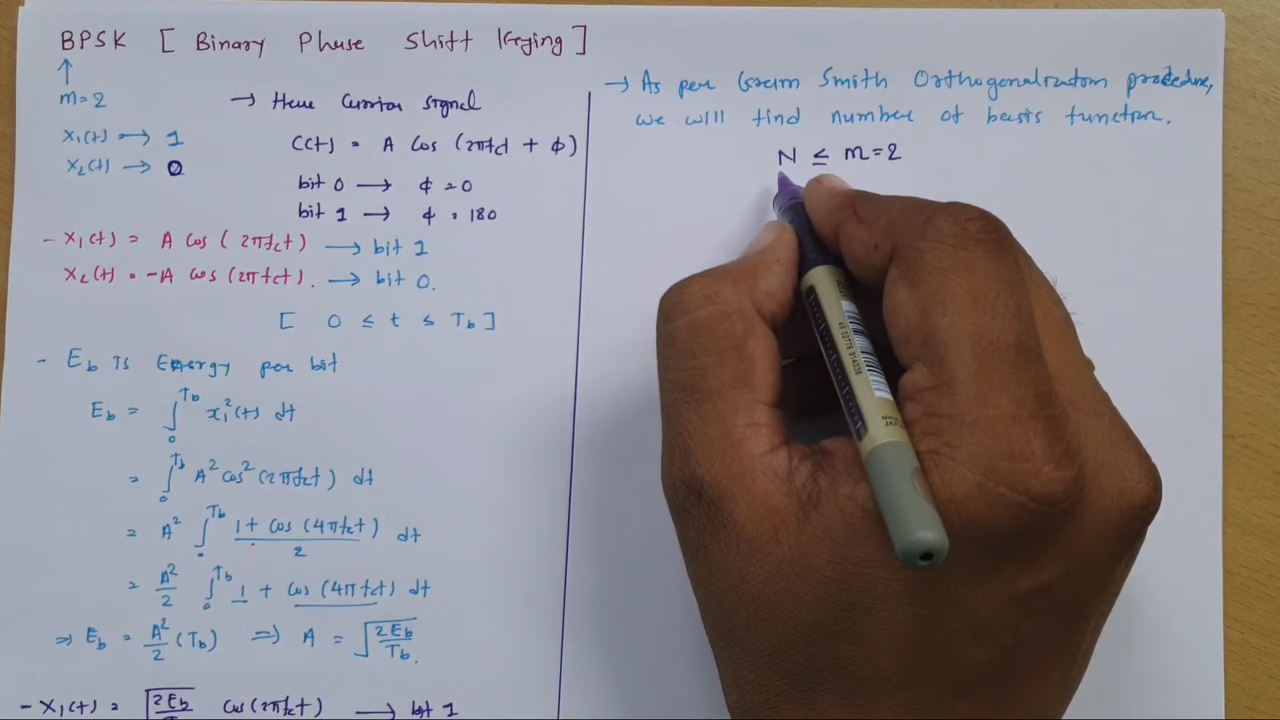 BPSK [ Binary Phase Shift Keying ]
↑
m=2
x₁(t) → 1
x₂(t) → 0
→ Here Carrier signal
C(t) = A Cos (2πfct + ϕ)
bit 0 → ϕ = 0
bit 1 → ϕ = 180
- x₁(t) = A Cos (2πfct) → bit 1
x₂(t) = -A Cos (2πfct). → bit 0.
[ 0 ≤ t ≤ Tb ]
- Eb is Energy per bit
Eb = ∫₀^Tb x₁²(t) dt
= ∫₀^Tb A² cos² (2πfct) dt
= A² ∫₀^Tb (1 + cos (4πfct))/2 dt
= A²/2 ∫₀^Tb 1 + cos (4πfct) dt
⇒ Eb = A²/2 (Tb) ⇒ A = √(2Eb/Tb).
- x₁(t) = √(2Eb/Tb) Cos (2πfct) → bit 1
→ As per Gram Smith Orthogonalization procedure,
we will find number of basis function.
N ≤ m=2